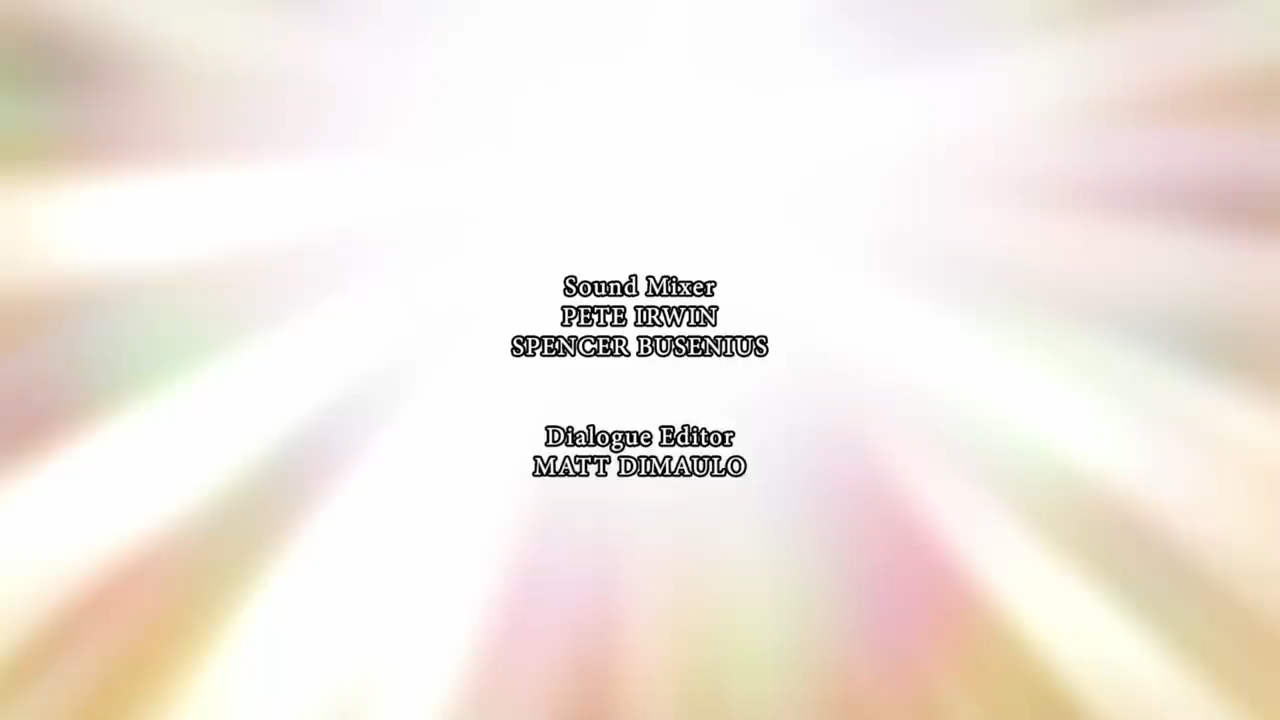 Sound Mixer
PETE IRWIN
SPENCER BUSENIUS
Dialogue Editor
MATT DIMAULO